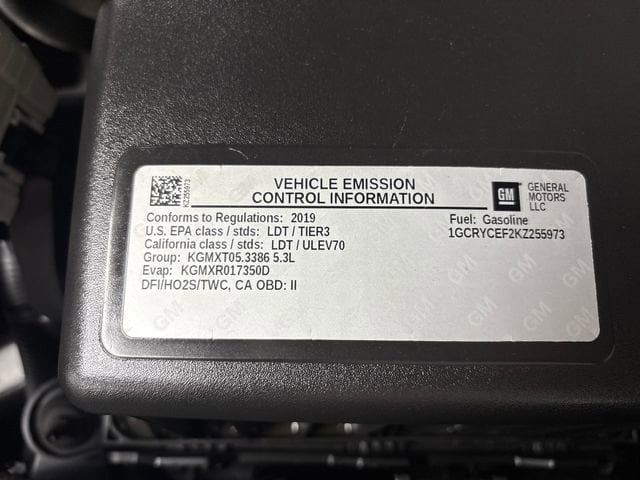 KZ255973
VEHICLE EMISSION
CONTROL INFORMATION
GM
GENERAL
MOTORS
LLC
Conforms to Regulations: 2019
U.S. EPA class / stds: LDT / TIER3
California class / stds: LDT / ULEV70
Group: KGMXT05.3386 5.3L
Evap: KGMXR017350D
DFI/HO2S/TWC, CA OBD: II
Fuel: Gasoline
1GCRYCEF2KZ255973